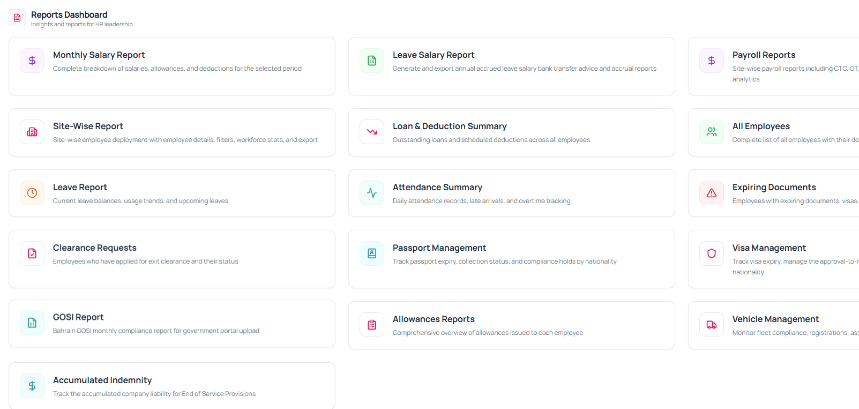 Reports Dashboard
Insights and reports for HR leadership
Monthly Salary Report
Complete breakdown of salaries, allowances, and deductions for the selected period
Leave Salary Report
Generate and export annual accrued leave salary bank transfer advice and accrual reports
Payroll Reports
Site-wise payroll reports including CTC, OT,
analytics
Site-Wise Report
Site-wise employee deployment with employee details, filters, workforce stats, and export
Loan & Deduction Summary
Outstanding loans and scheduled deductions across all employees
All Employees
Complete list of all employees with their de
Leave Report
Current leave balances, usage trends, and upcoming leaves
Attendance Summary
Daily attendance records, late arrivals, and overtime tracking
Expiring Documents
Employees with expiring documents, visas,
Clearance Requests
Employees who have applied for exit clearance and their status
Passport Management
Track passport expiry, collection status, and compliance holds by nationality
Visa Management
Track visa expiry, manage the approval-to-r
nationality
GOSI Report
Bahrain GOSI monthly compliance report for government portal upload
Allowances Reports
Comprehensive overview of allowances issued to each employee
Vehicle Management
Monitor fleet compliance, registrations, ass
Accumulated Indemnity
Track the accumulated company liability for End of Service Provisions